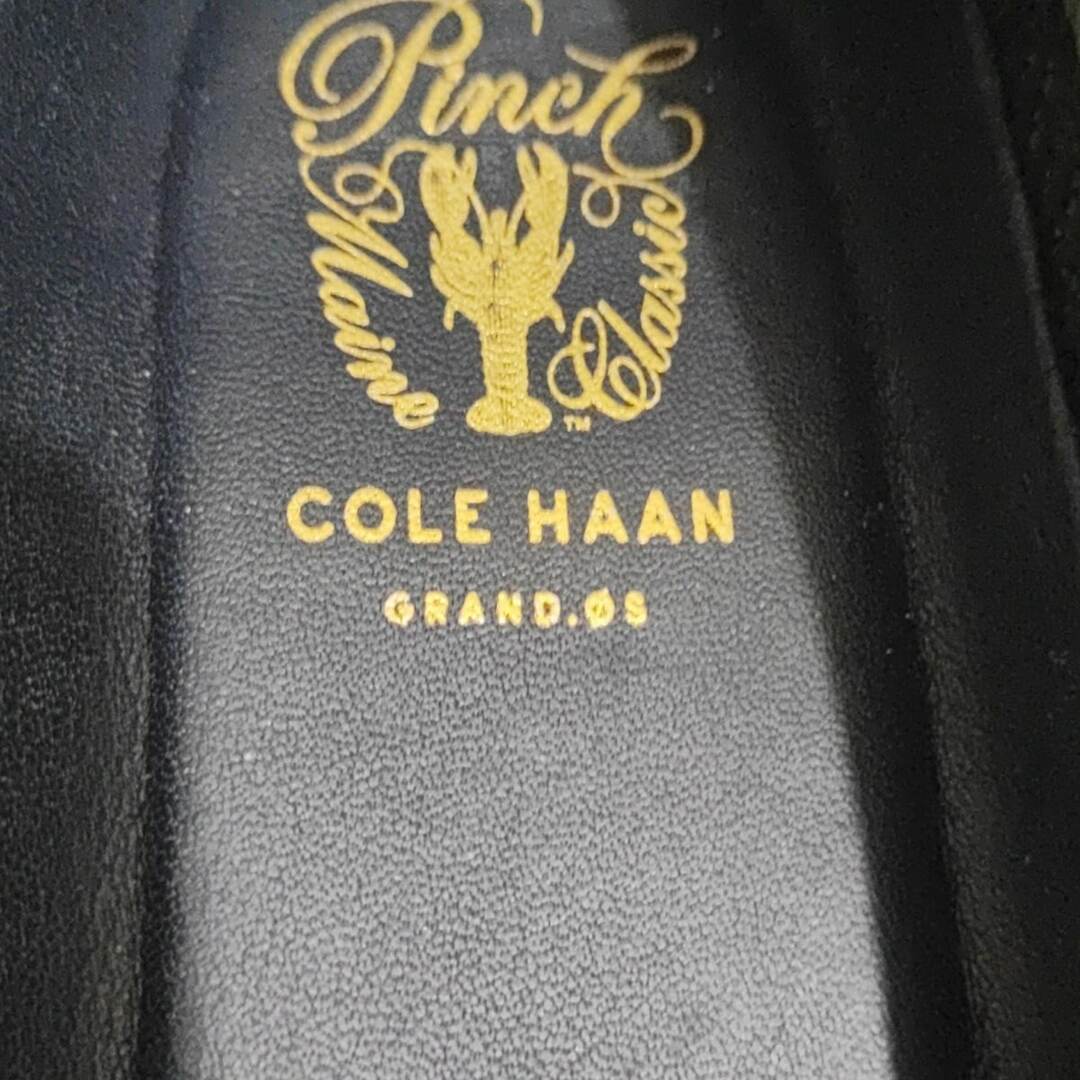 Pinch
Maine
Classic
™
COLE HAAN
GRAND.ØS